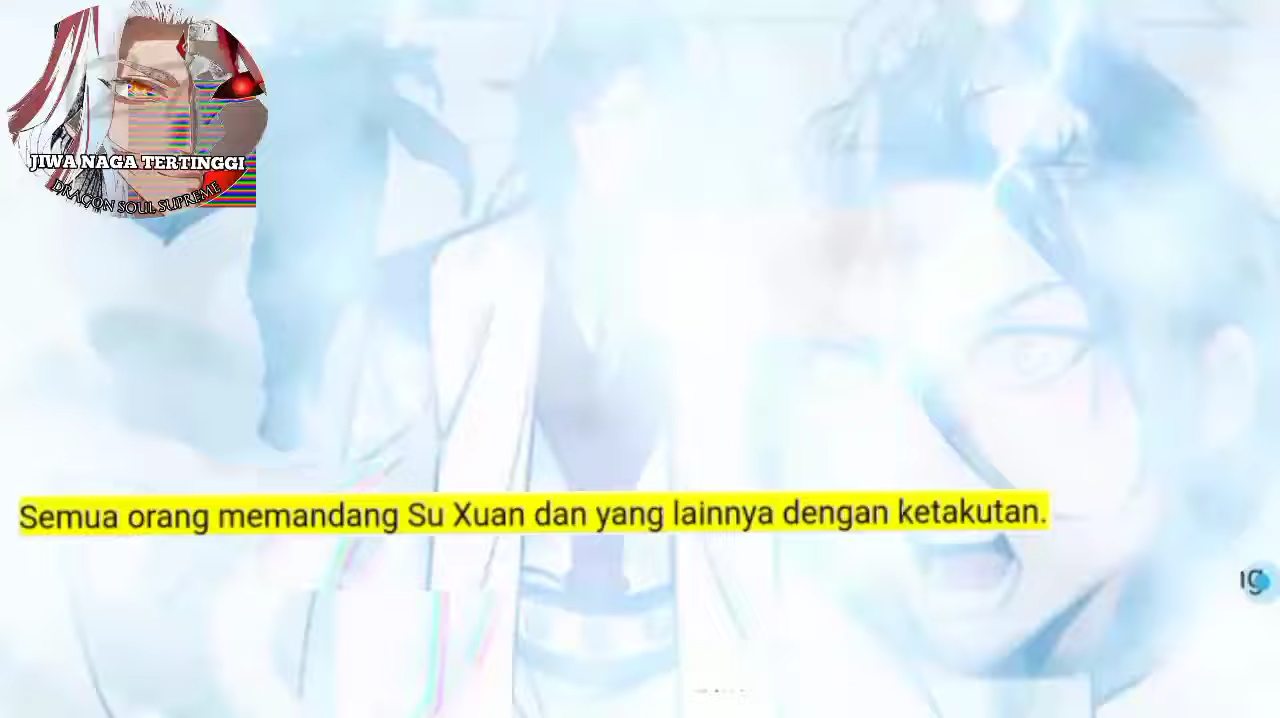 JIWA NAGA TERTINGGI
DRAGON SOUL SUPREME
Semua orang memandang Su Xuan dan yang lainnya dengan ketakutan.